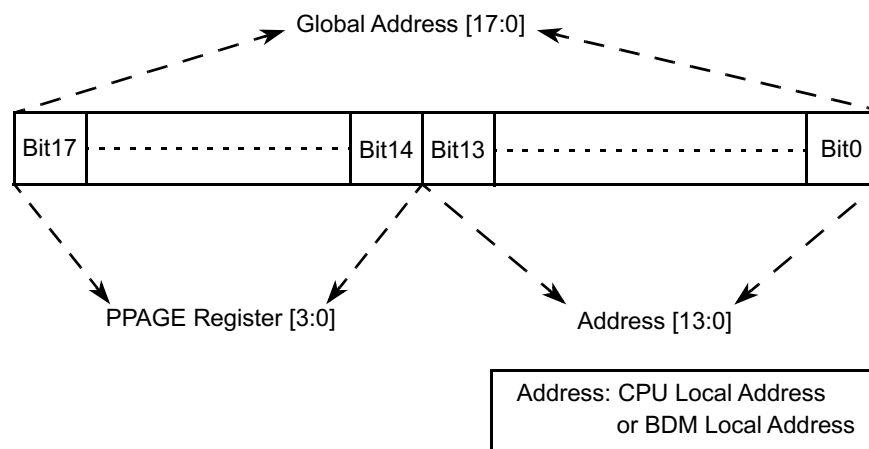 Global Address [17:0]
Bit17 Bit14 Bit13 Bit0
PPAGE Register [3:0] Address [13:0]
Address: CPU Local Address
or BDM Local Address